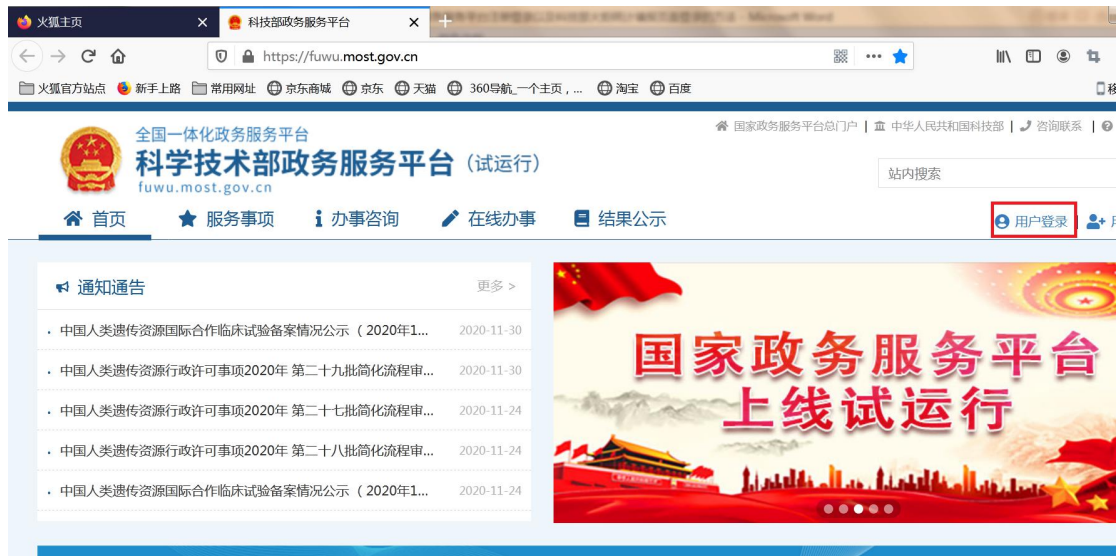 火狐主页
科技部政务服务平台
https://fuwu.most.gov.cn
火狐官方站点 新手上路 常用网址 京东商城 京东 天猫 360导航_一个主页,... 淘宝 百度
国家政务服务平台总门户 | 中华人民共和国科技部 | 咨询联系 |
全国一体化政务服务平台
科学技术部政务服务平台(试运行)
fuwu.most.gov.cn
站内搜索
首页 服务事项 办事咨询 在线办事 结果公示
用户登录
通知通告 更多 >
中国人类遗传资源国际合作临床试验备案情况公示(2020年1... 2020-11-30
中国人类遗传资源行政许可事项2020年 第二十九批简化流程审... 2020-11-30
中国人类遗传资源行政许可事项2020年 第二十七批简化流程审... 2020-11-24
中国人类遗传资源行政许可事项2020年 第二十八批简化流程审... 2020-11-24
中国人类遗传资源国际合作临床试验备案情况公示(2020年1... 2020-11-24
国家政务服务平台
上线试运行